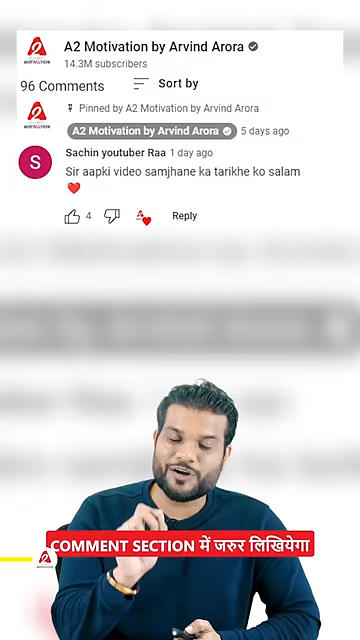 A2 Motivation by Arvind Arora
14.3M subscribers
96 Comments
Sort by
Pinned by A2 Motivation by Arvind Arora
A2 Motivation by Arvind Arora 5 days ago
Sachin youtuber Raa 1 day ago
Sir aapki video samjhane ka tarikhe ko salam
❤️
4
Reply
COMMENT SECTION में जरुर लिखियेगा